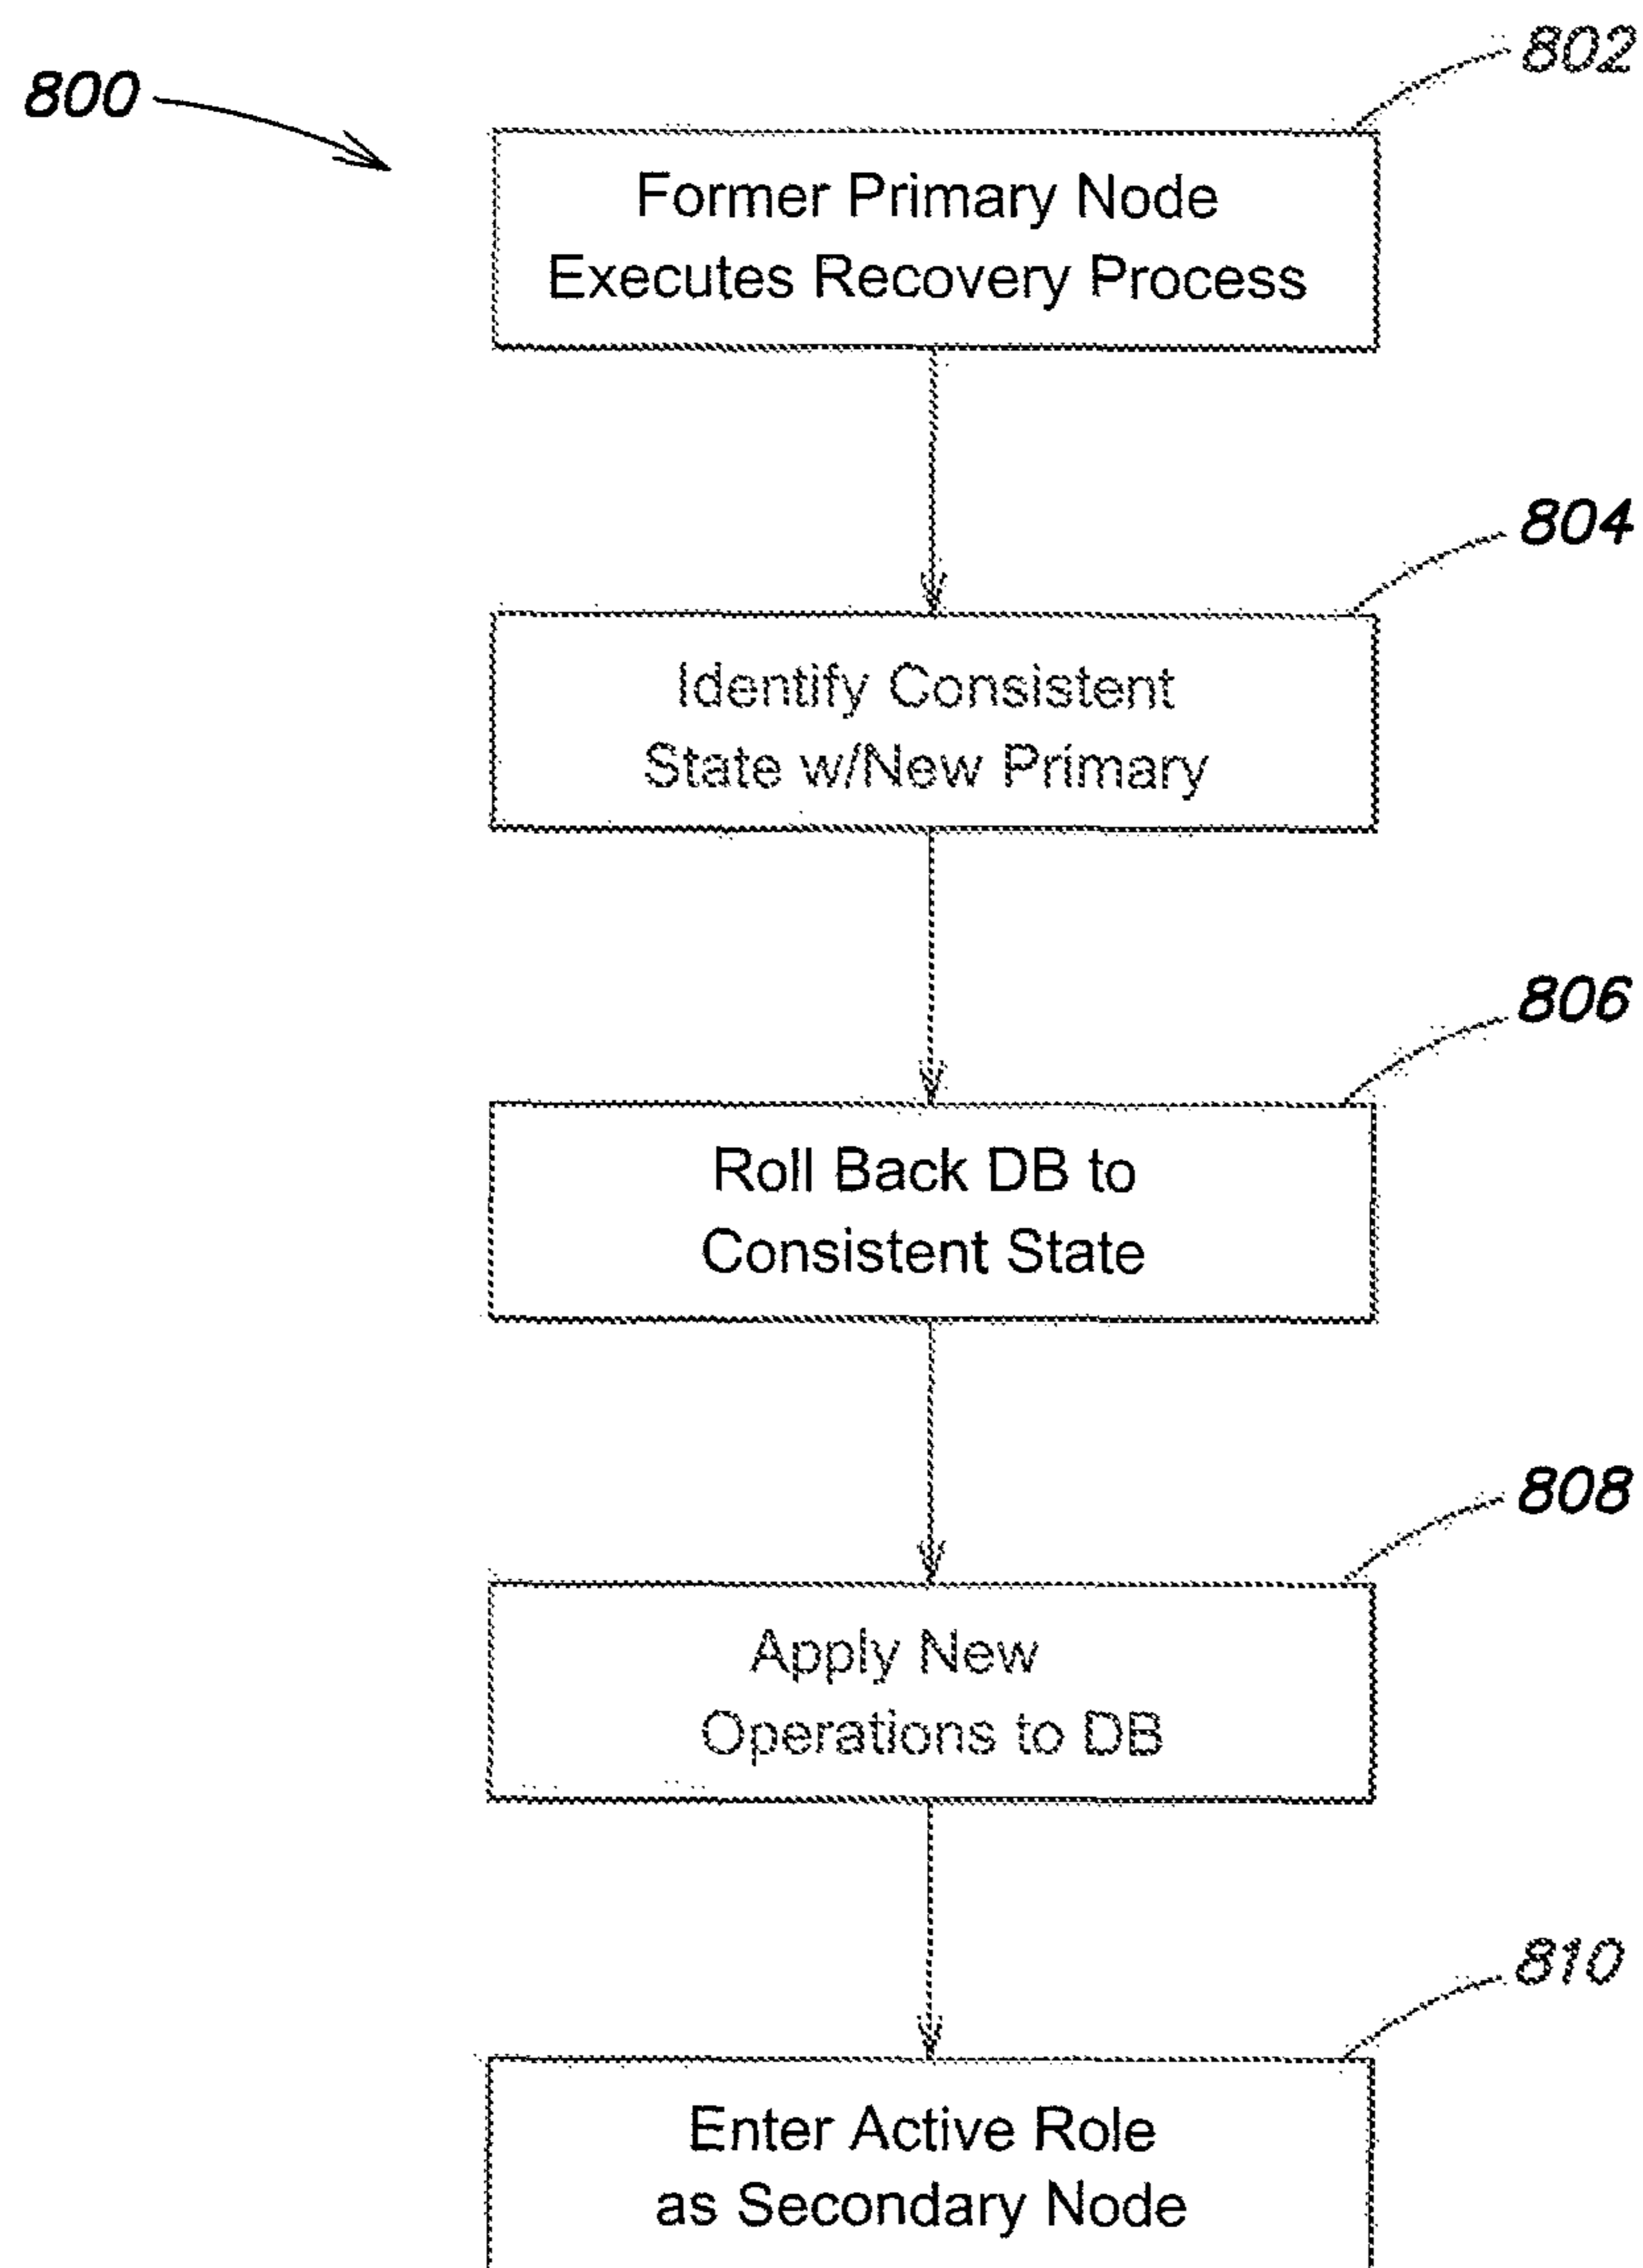 800
802
Former Primary Node
Executes Recovery Process
804
Identify Consistent
State w/New Primary
806
Roll Back DB to
Consistent State
808
Apply New
Operations to DB
810
Enter Active Role
as Secondary Node